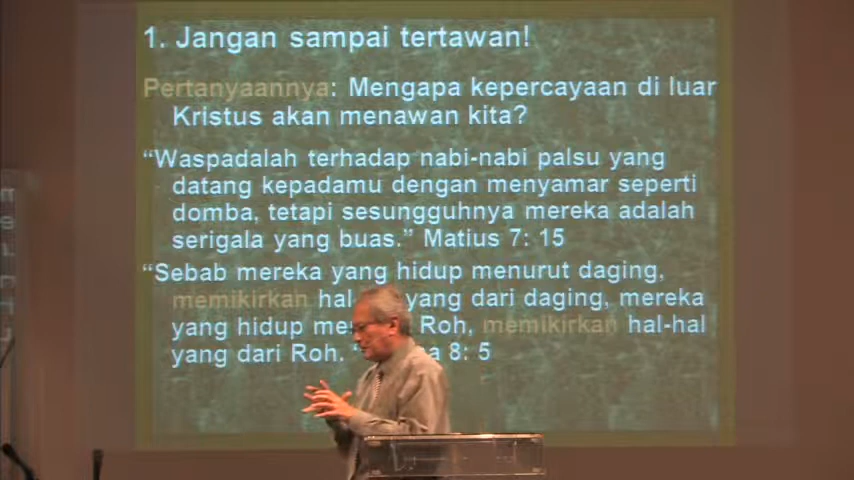 1. Jangan sampai tertawan!
Pertanyaannya: Mengapa kepercayaan di luar
Kristus akan menawan kita?
“Waspadalah terhadap nabi-nabi palsu yang
datang kepadamu dengan menyamar seperti
domba, tetapi sesungguhnya mereka adalah
serigala yang buas.” Matius 7: 15
“Sebab mereka yang hidup menurut daging,
memikirkan hal yang dari daging, mereka
yang hidup Roh, memikirkan hal-hal
yang dari Roh. 8: 5